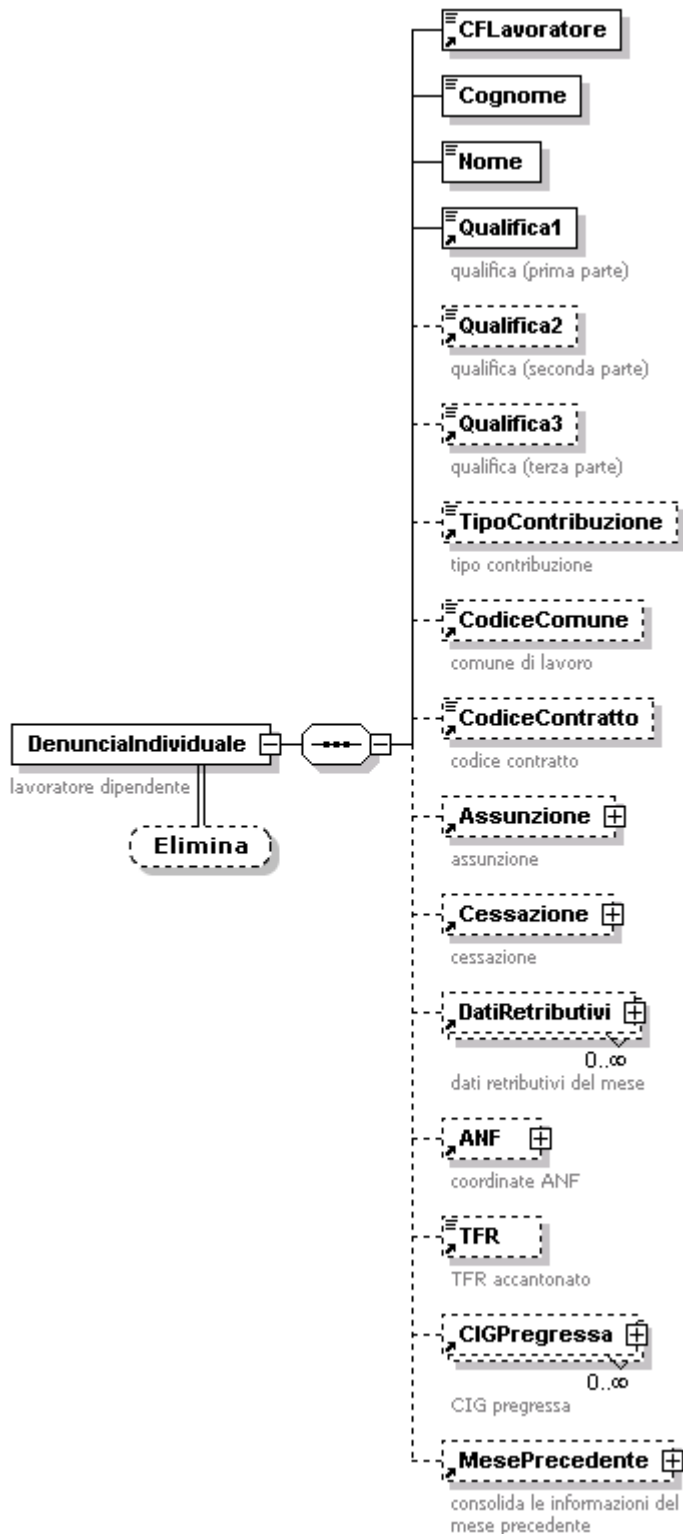 CFLavoratore
Cognome
Nome
Qualifica1
qualifica (prima parte)
Qualifica2
qualifica (seconda parte)
Qualifica3
qualifica (terza parte)
TipoContribuzione
tipo contribuzione
CodiceComune
comune di lavoro
CodiceContratto
codice contratto
DenunciaIndividuale
lavoratore dipendente
Elimina
Assunzione
assunzione
Cessazione
cessazione
DatiRetributivi
0..∞
dati retributivi del mese
ANF
coordinate ANF
TFR
TFR accantonato
CIGPregressa
0..∞
CIG pregressa
MesePrecedente
consolida le informazioni del
mese precedente